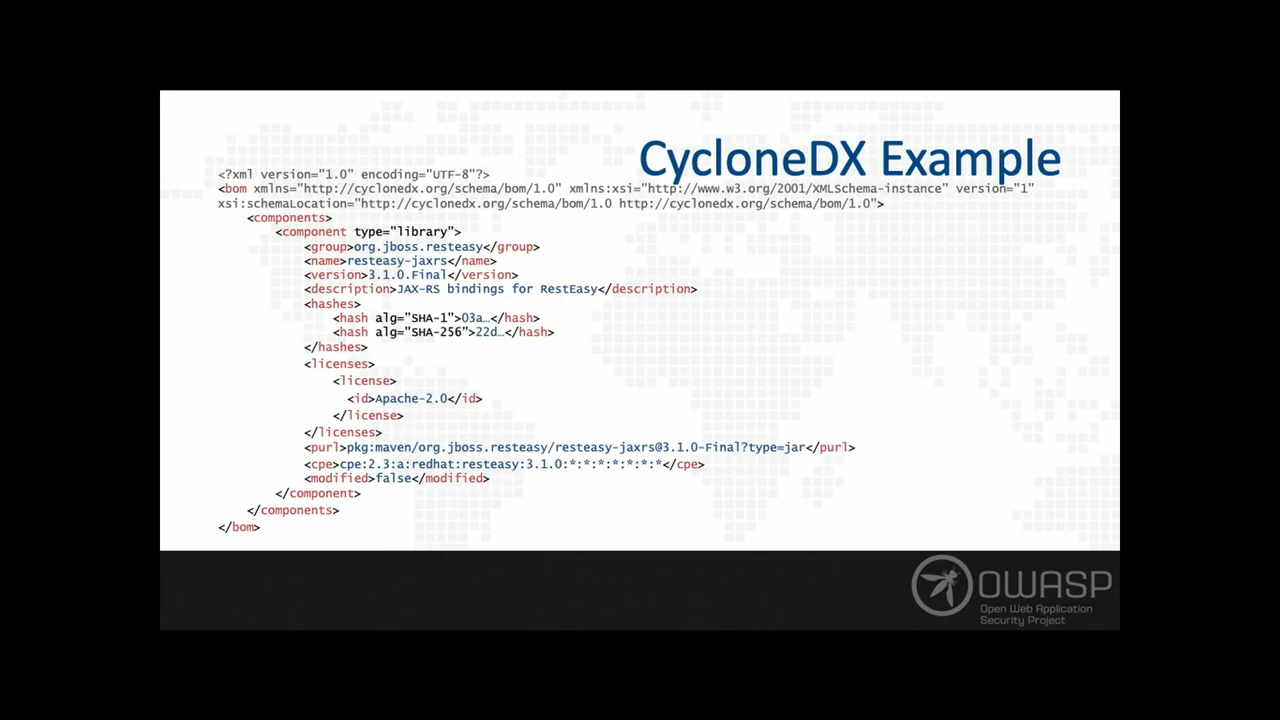 CycloneDX Example
<?xml version="1.0" encoding="UTF-8"?>
<bom xmlns="http://cyclonedx.org/schema/bom/1.0" xmlns:xsi="http://www.w3.org/2001/XMLSchema-instance" version="1"
xsi:schemaLocation="http://cyclonedx.org/schema/bom/1.0 http://cyclonedx.org/schema/bom/1.0">
<components>
<component type="library">
<group>org.jboss.resteasy</group>
<name>resteasy-jaxrs</name>
<version>3.1.0.Final</version>
<description>JAX-RS bindings for RestEasy</description>
<hashes>
<hash alg="SHA-1">03a…</hash>
<hash alg="SHA-256">22d…</hash>
</hashes>
<licenses>
<license>
<id>Apache-2.0</id>
</license>
</licenses>
<purl>pkg:maven/org.jboss.resteasy/resteasy-jaxrs@3.1.0-Final?type=jar</purl>
<cpe>cpe:2.3:a:redhat:resteasy:3.1.0:*:*:*:*:*:*:*</cpe>
<modified>false</modified>
</component>
</components>
</bom>
OWASP
Open Web Application
Security Project